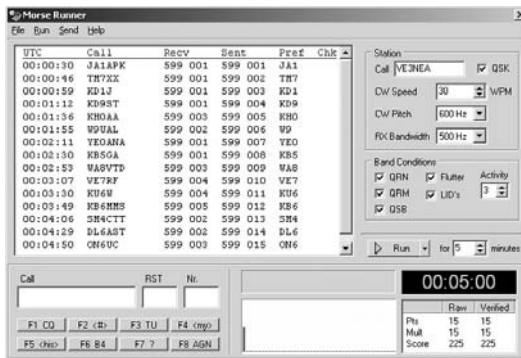 Morse Runner
File Run Send Help
UTC Call Recv Sent Pref Chk
00:00:30 JA1APK 599 001 599 001 JA1
00:00:46 TM7XX 599 001 599 002 TM7
00:00:59 KD1J 599 001 599 003 KD1
00:01:12 KD9ST 599 001 599 004 KD9
00:01:36 KH0AA 599 003 599 005 KH0
00:01:55 W9UAL 599 002 599 006 W9
00:02:11 YE0ANA 599 001 599 007 YE0
00:02:30 KB5GA 599 001 599 008 KB5
00:02:53 WA8VTD 599 003 599 009 WA8
00:03:07 VE7RF 599 004 599 010 VE7
00:03:30 KU6W 599 004 599 011 KU6
00:03:49 KB6MMS 599 005 599 012 KB6
00:04:06 5H4CTT 599 002 599 013 5H4
00:04:29 DL6AST 599 002 599 014 DL6
00:04:50 ON6UC 599 003 599 015 ON6
Station
Call VE3NEA QSK
CW Speed 30 WPM
CW Pitch 600 Hz
RX Bandwidth 500 Hz
Band Conditions
QRN Flutter Activity
QRM LID's 3
QSB
Run for 5 minutes
Call RST Nr.
F1 CQ F2 <#> F3 TU F4 <my>
F5 <his> F6 B4 F7 ? F8 AGN
00:05:00
Raw Verified
Pts 15 15
Mult 15 15
Score 225 225